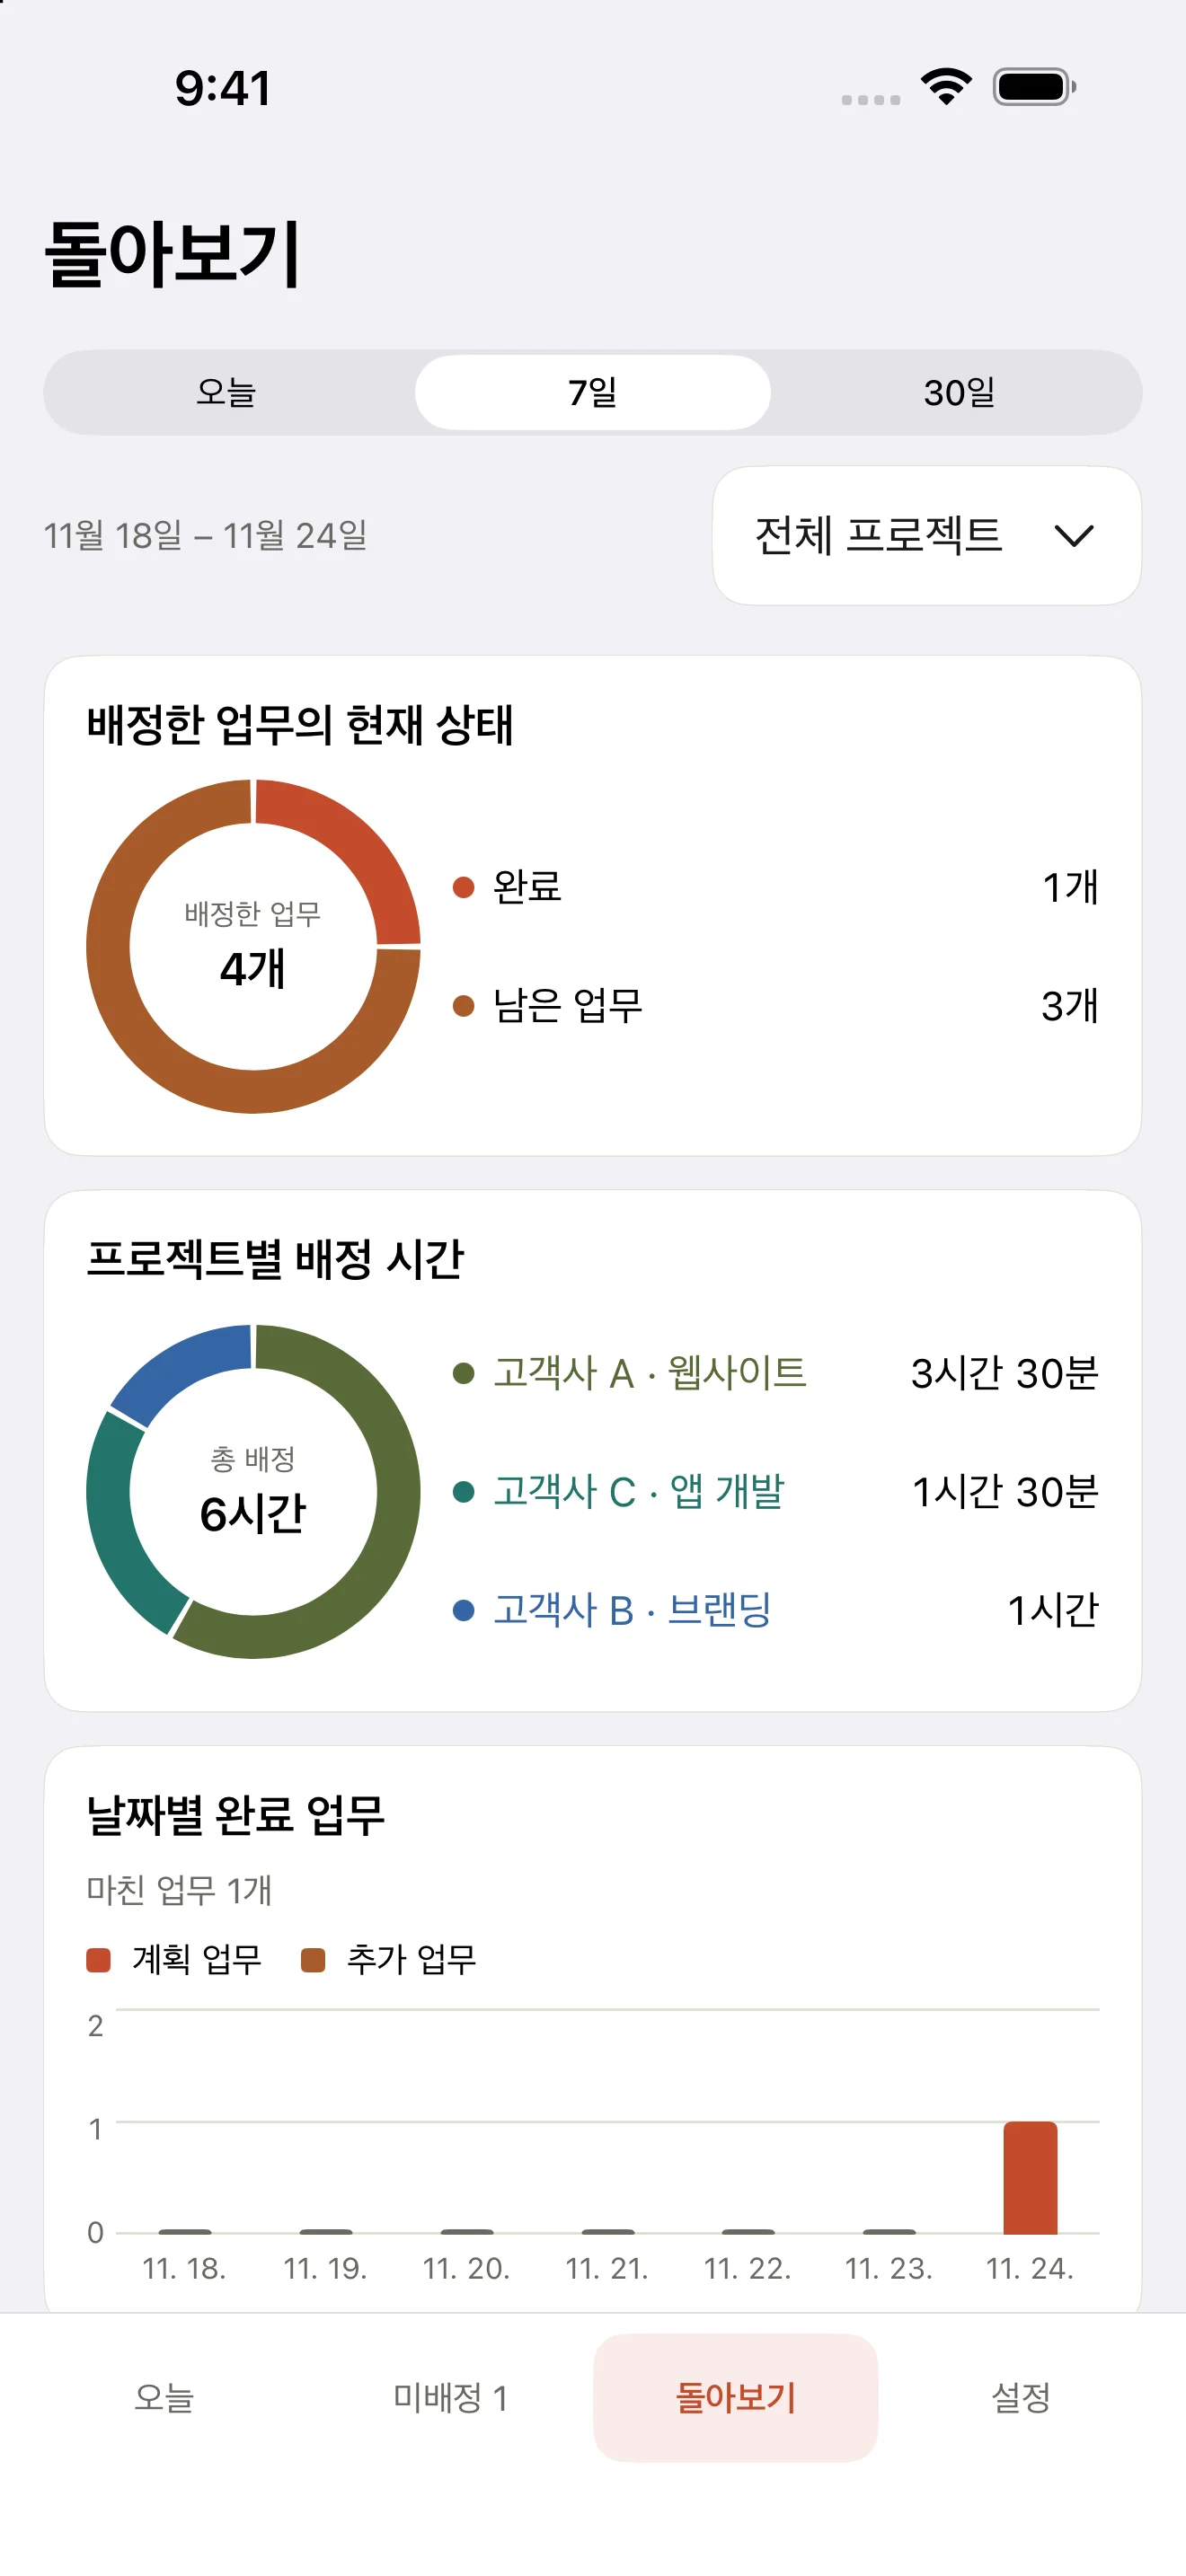 9:41
돌아보기
오늘 7일 30일
11월 18일 – 11월 24일 전체 프로젝트
배정한 업무의 현재 상태
배정한 업무
4개
완료 1개
남은 업무 3개
프로젝트별 배정 시간
총 배정
6시간
고객사 A · 웹사이트 3시간 30분
고객사 C · 앱 개발 1시간 30분
고객사 B · 브랜딩 1시간
날짜별 완료 업무
마친 업무 1개
계획 업무 추가 업무
2
1
0
11. 18. 11. 19. 11. 20. 11. 21. 11. 22. 11. 23. 11. 24.
오늘 미배정 1 돌아보기 설정